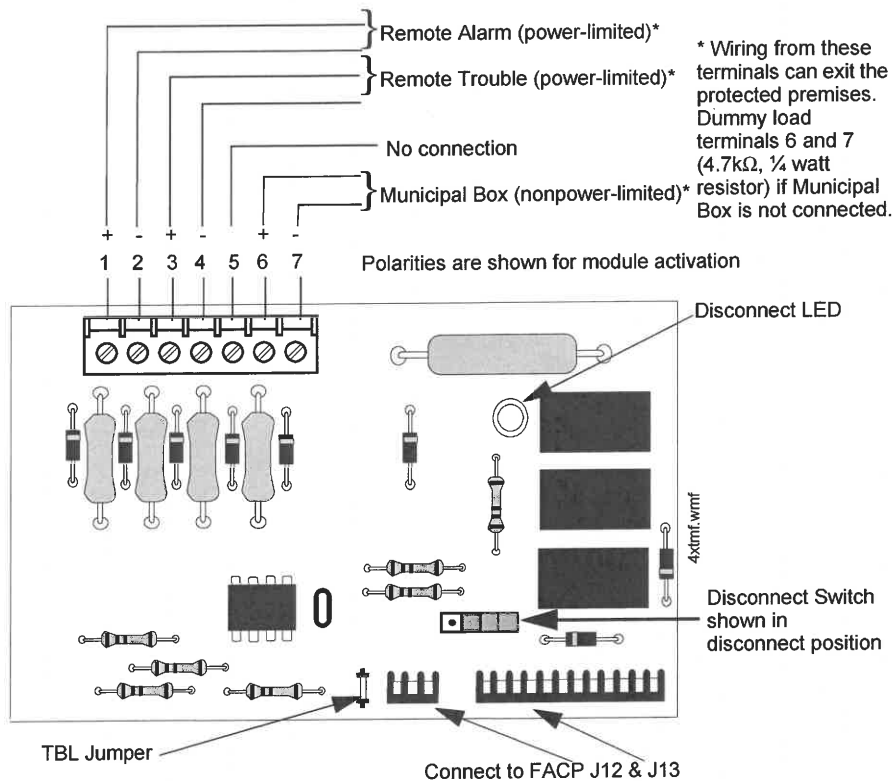 Remote Alarm (power-limited)*
Remote Trouble (power-limited)*
No connection
Municipal Box (nonpower-limited)*
* Wiring from these
terminals can exit the
protected premises.
Dummy load
terminals 6 and 7
(4.7kΩ, ¼ watt
resistor) if Municipal
Box is not connected.
+ - + - + -
1 2 3 4 5 6 7
Polarities are shown for module activation
Disconnect LED
4xtmf.wmf
Disconnect Switch
shown in
disconnect position
TBL Jumper
Connect to FACP J12 & J13